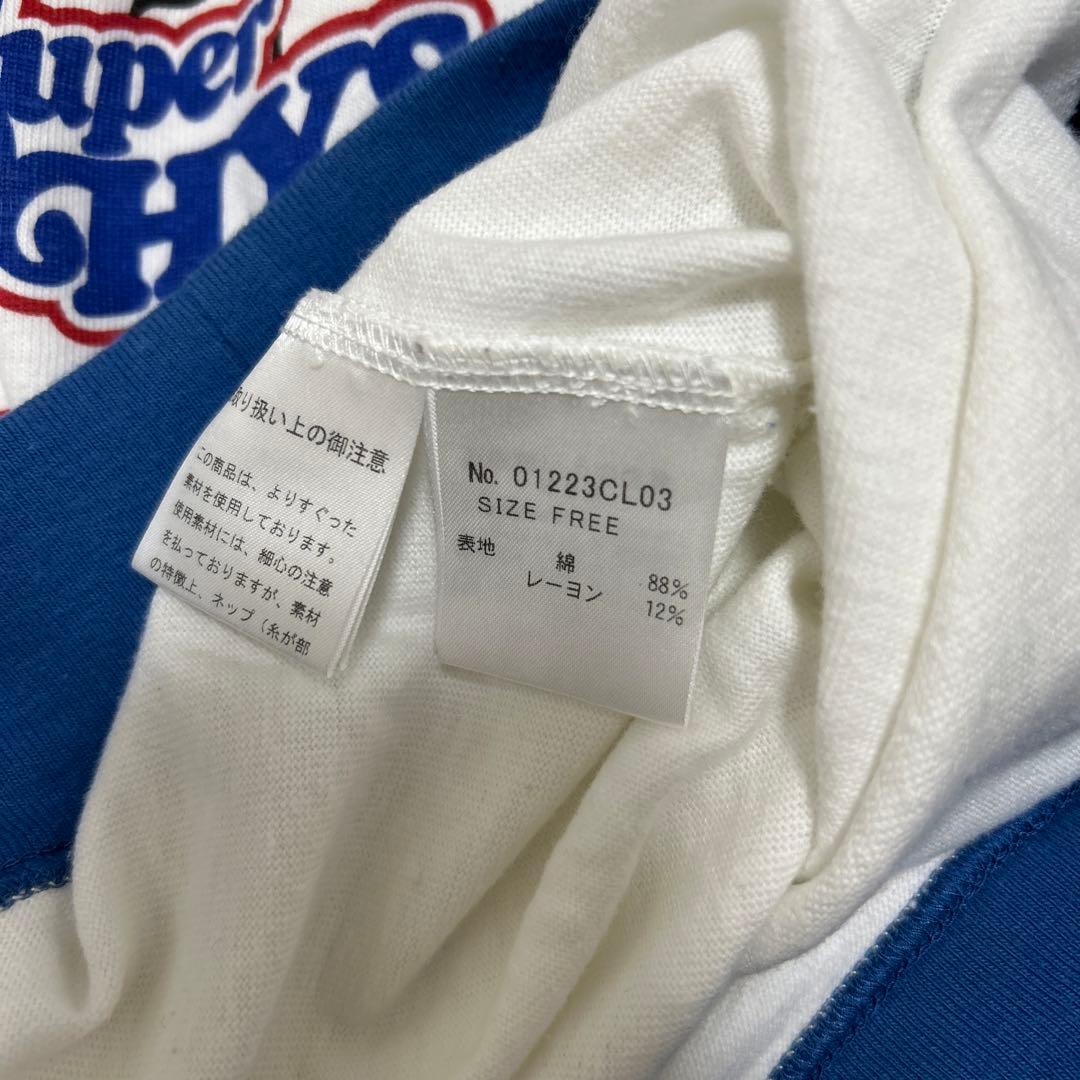 Super
HYS
取り扱い上の御注意
この商品は、よりすぐった
素材を使用しております。
使用素材には、細心の注意
を払っておりますが、素材
の特徴上、ネップ（糸が部
No. 01223CL03
SIZE FREE
表地 綿 88%
レーヨン 12%